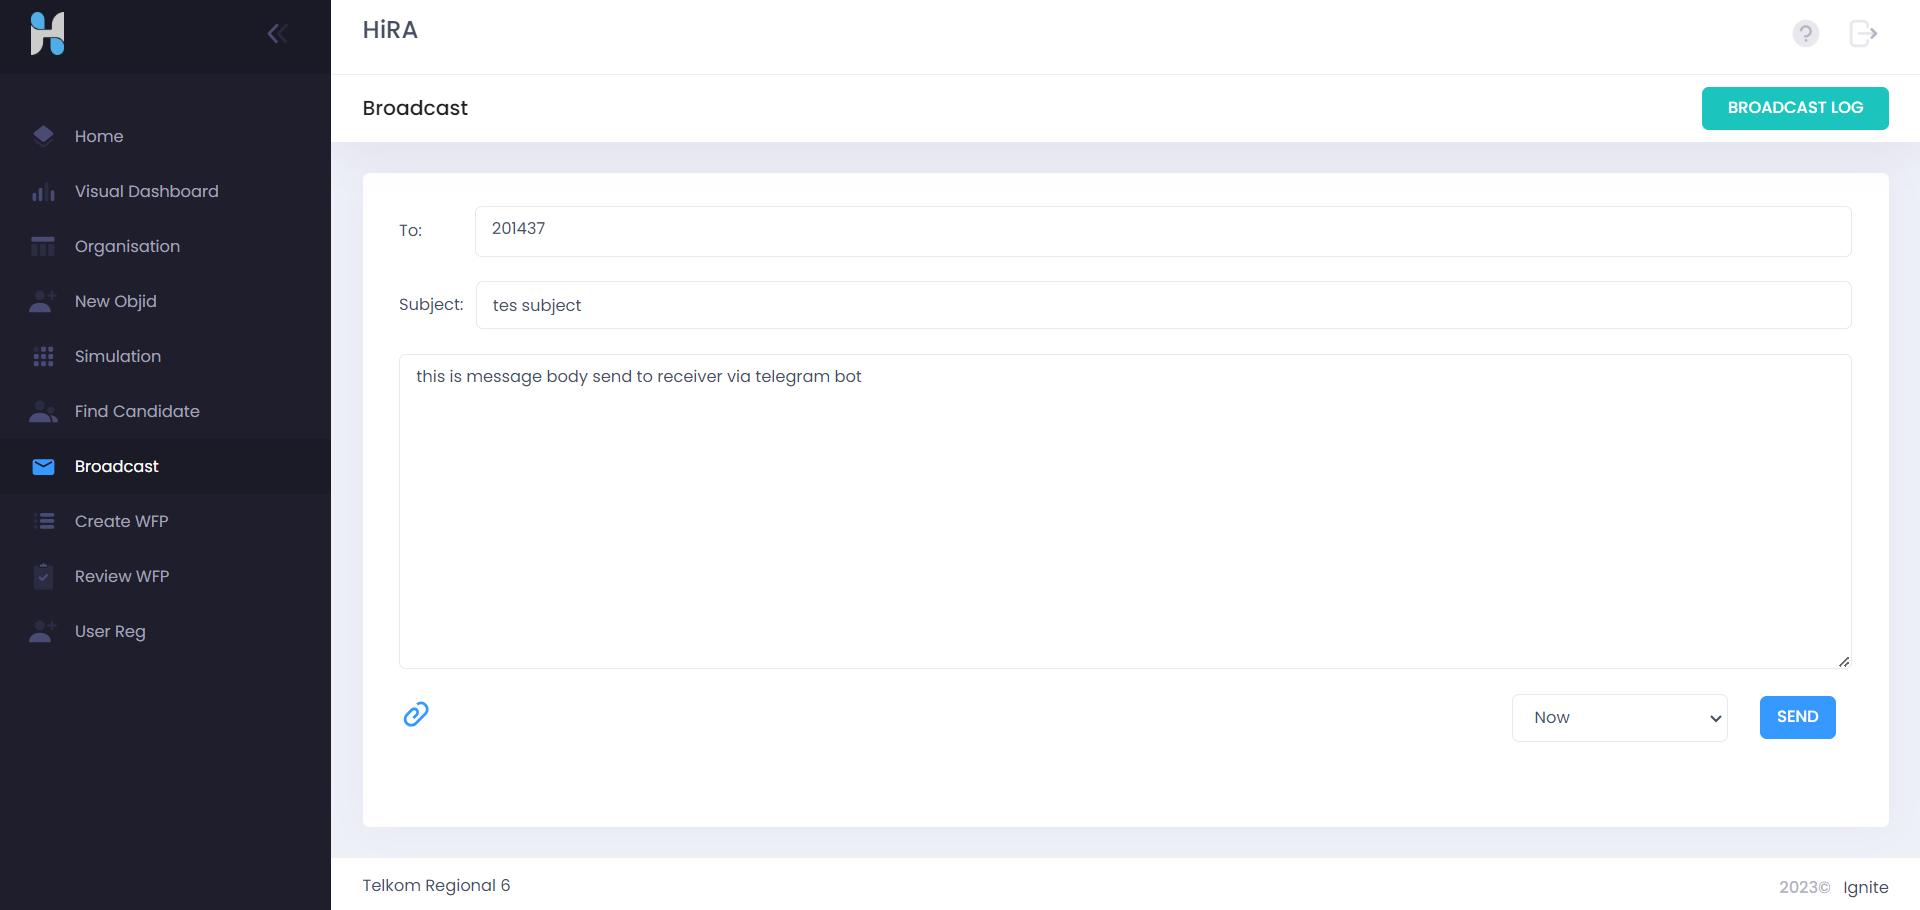 HiRA
Broadcast
BROADCAST LOG
Home
Visual Dashboard
Organisation
New Objid
Simulation
Find Candidate
Broadcast
Create WFP
Review WFP
User Reg
To:
201437
Subject:
tes subject
this is message body send to receiver via telegram bot
Now
SEND
Telkom Regional 6
2023© Ignite